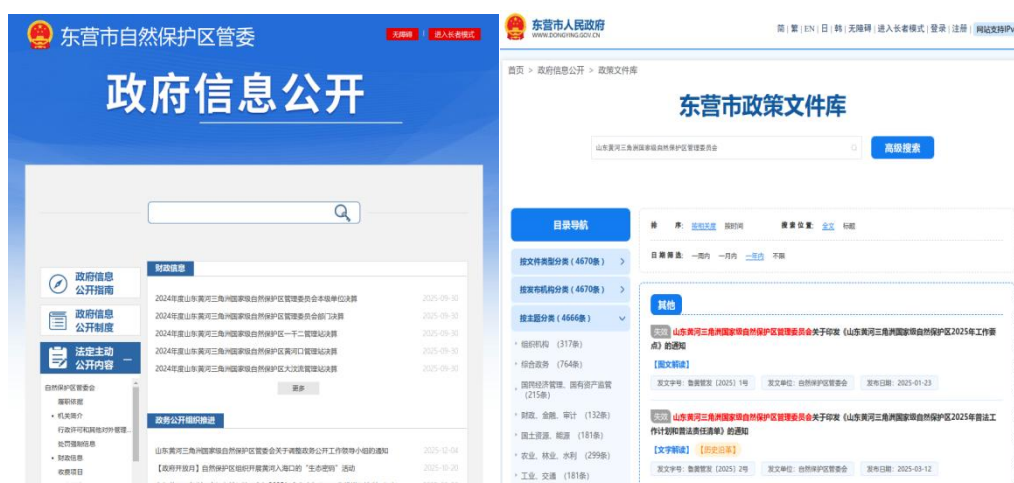 东营市自然保护区管委
无障碍 | 进入长者模式
政府信息公开
政府信息
公开指南
政府信息
公开制度
法定主动
公开内容
自然保护区管委会
履职依据
机关简介
行政许可和其他对外管理...
处罚强制信息
财政信息
收费项目
财政信息
2024年度山东黄河三角洲国家级自然保护区管理委员会本级单位决算 2025-09-30
2024年度山东黄河三角洲国家级自然保护区管理委员会部门决算 2025-09-30
2024年度山东黄河三角洲国家级自然保护区一千二管理站决算 2025-09-30
2024年度山东黄河三角洲国家级自然保护区黄河口管理站决算 2025-09-30
2024年度山东黄河三角洲国家级自然保护区大汶流管理站决算 2025-09-30
更多
政务公开组织推进
山东黄河三角洲国家级自然保护区管委会关于调整政务公开工作领导小组的通知 2025-12-04
【政府开放月】自然保护区组织开展黄河入海口的“生态密钥”活动 2025-10-20
东营市人民政府
WWW.DONGYING.GOV.CN
简 | 繁 | EN | 日 | 韩 | 无障碍 | 进入长者模式 | 登录 | 注册 | 网站支持IPv
首页 > 政府信息公开 > 政策文件库
东营市政策文件库
山东黄河三角洲国家级自然保护区管理委员会
高级搜索
目录导航
按文件类型分类（4670条） >
按发布机构分类（4670条） >
按主题分类（4666条）
组织机构 （317条）
综合政务 （764条）
国民经济管理、国有资产监管
（215条）
财政、金融、审计 （132条）
国土资源、能源 （181条）
农业、林业、水利 （299条）
工业、交通 （181条）
排 序: 按相关度 按时间 搜索位置: 全文 标题
日期筛选: 一周内 一月内 一年内 不限
其他
失效 山东黄河三角洲国家级自然保护区管理委员会关于印发《山东黄河三角洲国家级自然保护区2025年工作要
点》的通知
【图文解读】
发文字号: 鲁黄管发〔2025〕1号 发文单位: 自然保护区管委会 发布日期: 2025-01-23
失效 山东黄河三角洲国家级自然保护区管理委员会关于印发《山东黄河三角洲国家级自然保护区2025年普法工
作计划和普法责任清单》的通知
【文字解读】 【历史沿革】
发文字号: 鲁黄管发〔2025〕2号 发文单位: 自然保护区管委会 发布日期: 2025-03-12